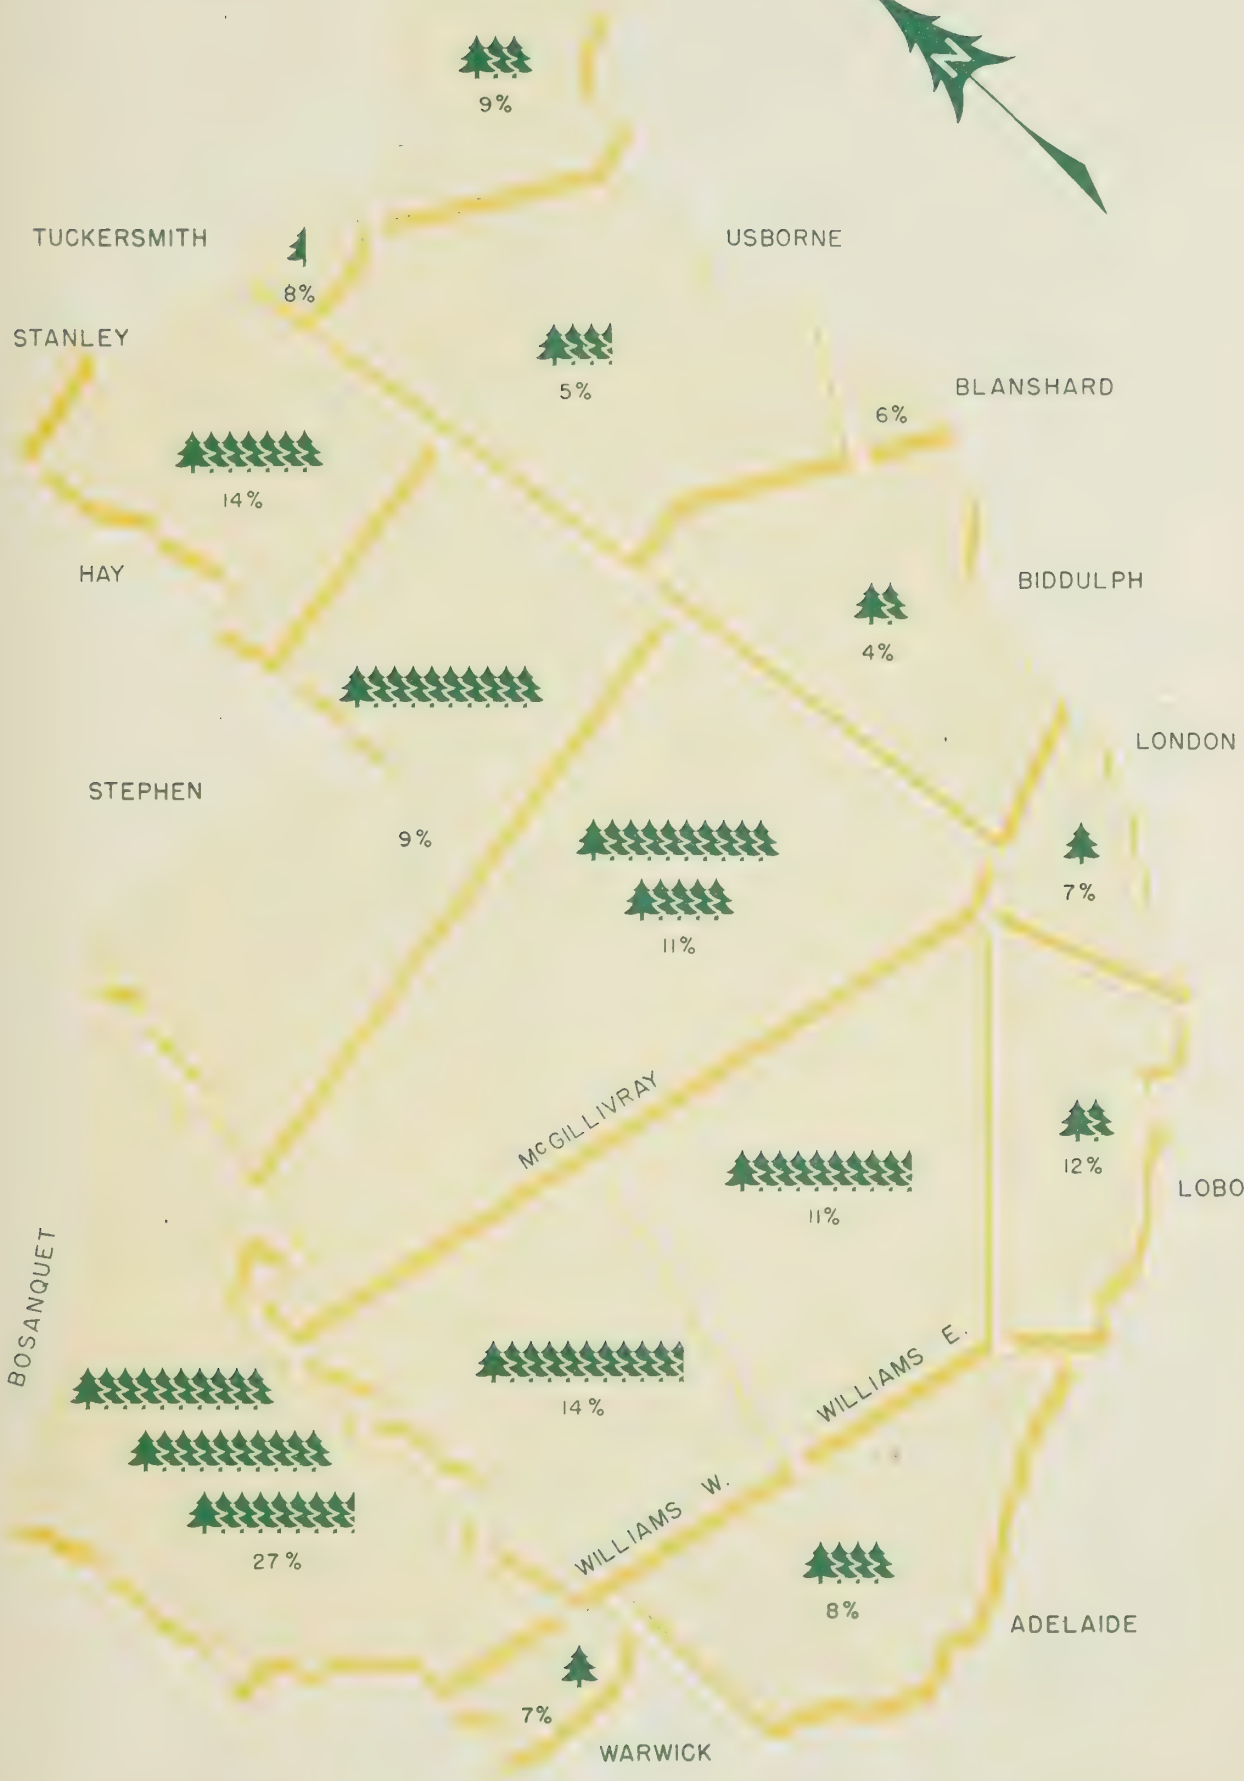 N
9%
TUCKERSMITH
USBORNE
8%
STANLEY
5%
BLANSHARD
6%
14%
HAY
BIDDULPH
4%
LONDON
STEPHEN
9%
7%
11%
McGILLIVRAY
12%
LOBO
11%
BOSANQUET
WILLIAMS E.
14%
WILLIAMS W.
27%
8%
ADELAIDE
7%
WARWICK